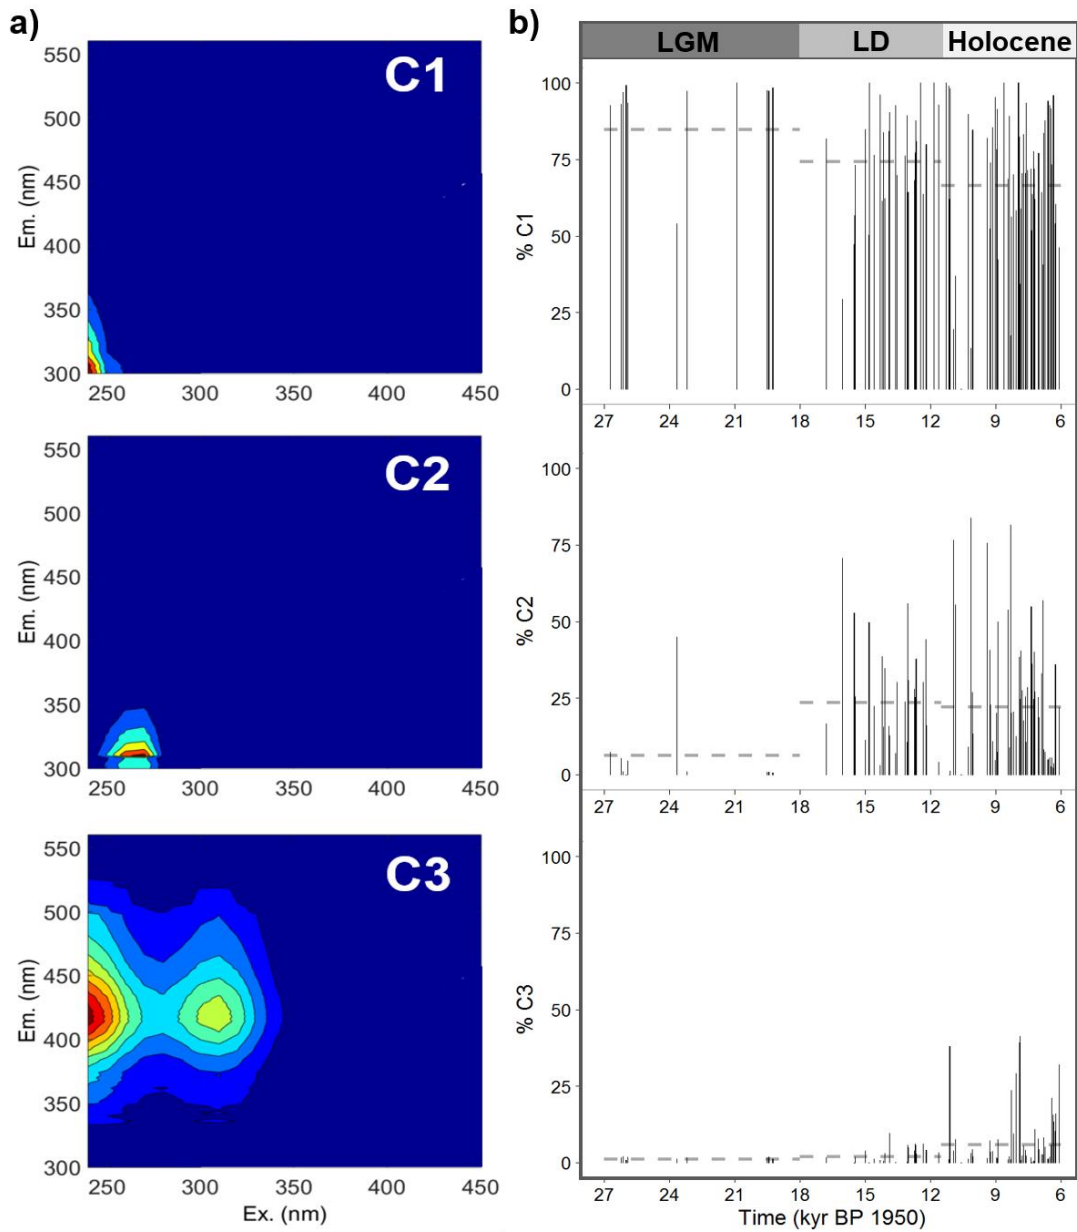 a)
C1
Em. (nm)
550
500
450
400
350
300
250 300 350 400 450
C2
Em. (nm)
550
500
450
400
350
300
250 300 350 400 450
C3
Em. (nm)
550
500
450
400
350
300
250 300 350 400 450
Ex. (nm)
b)
LGM LD Holocene
% C1
100
75
50
25
0
27 24 21 18 15 12 9 6
% C2
100
75
50
25
0
27 24 21 18 15 12 9 6
% C3
100
75
50
25
0
27 24 21 18 15 12 9 6
Time (kyr BP 1950)